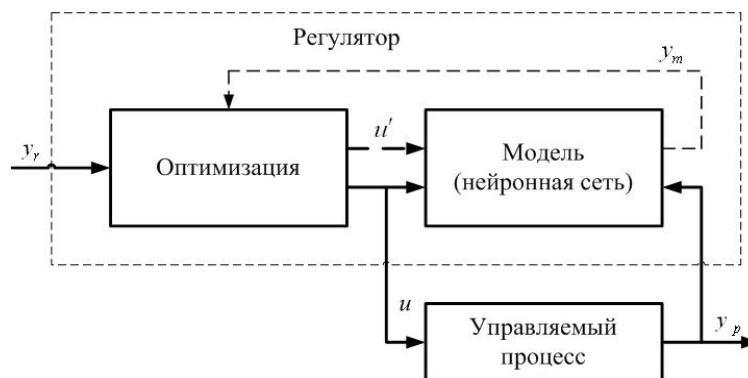 Регулятор
y_m
y_r
u'
Оптимизация
Модель
(нейронная сеть)
u
Управляемый
процесс
y_p